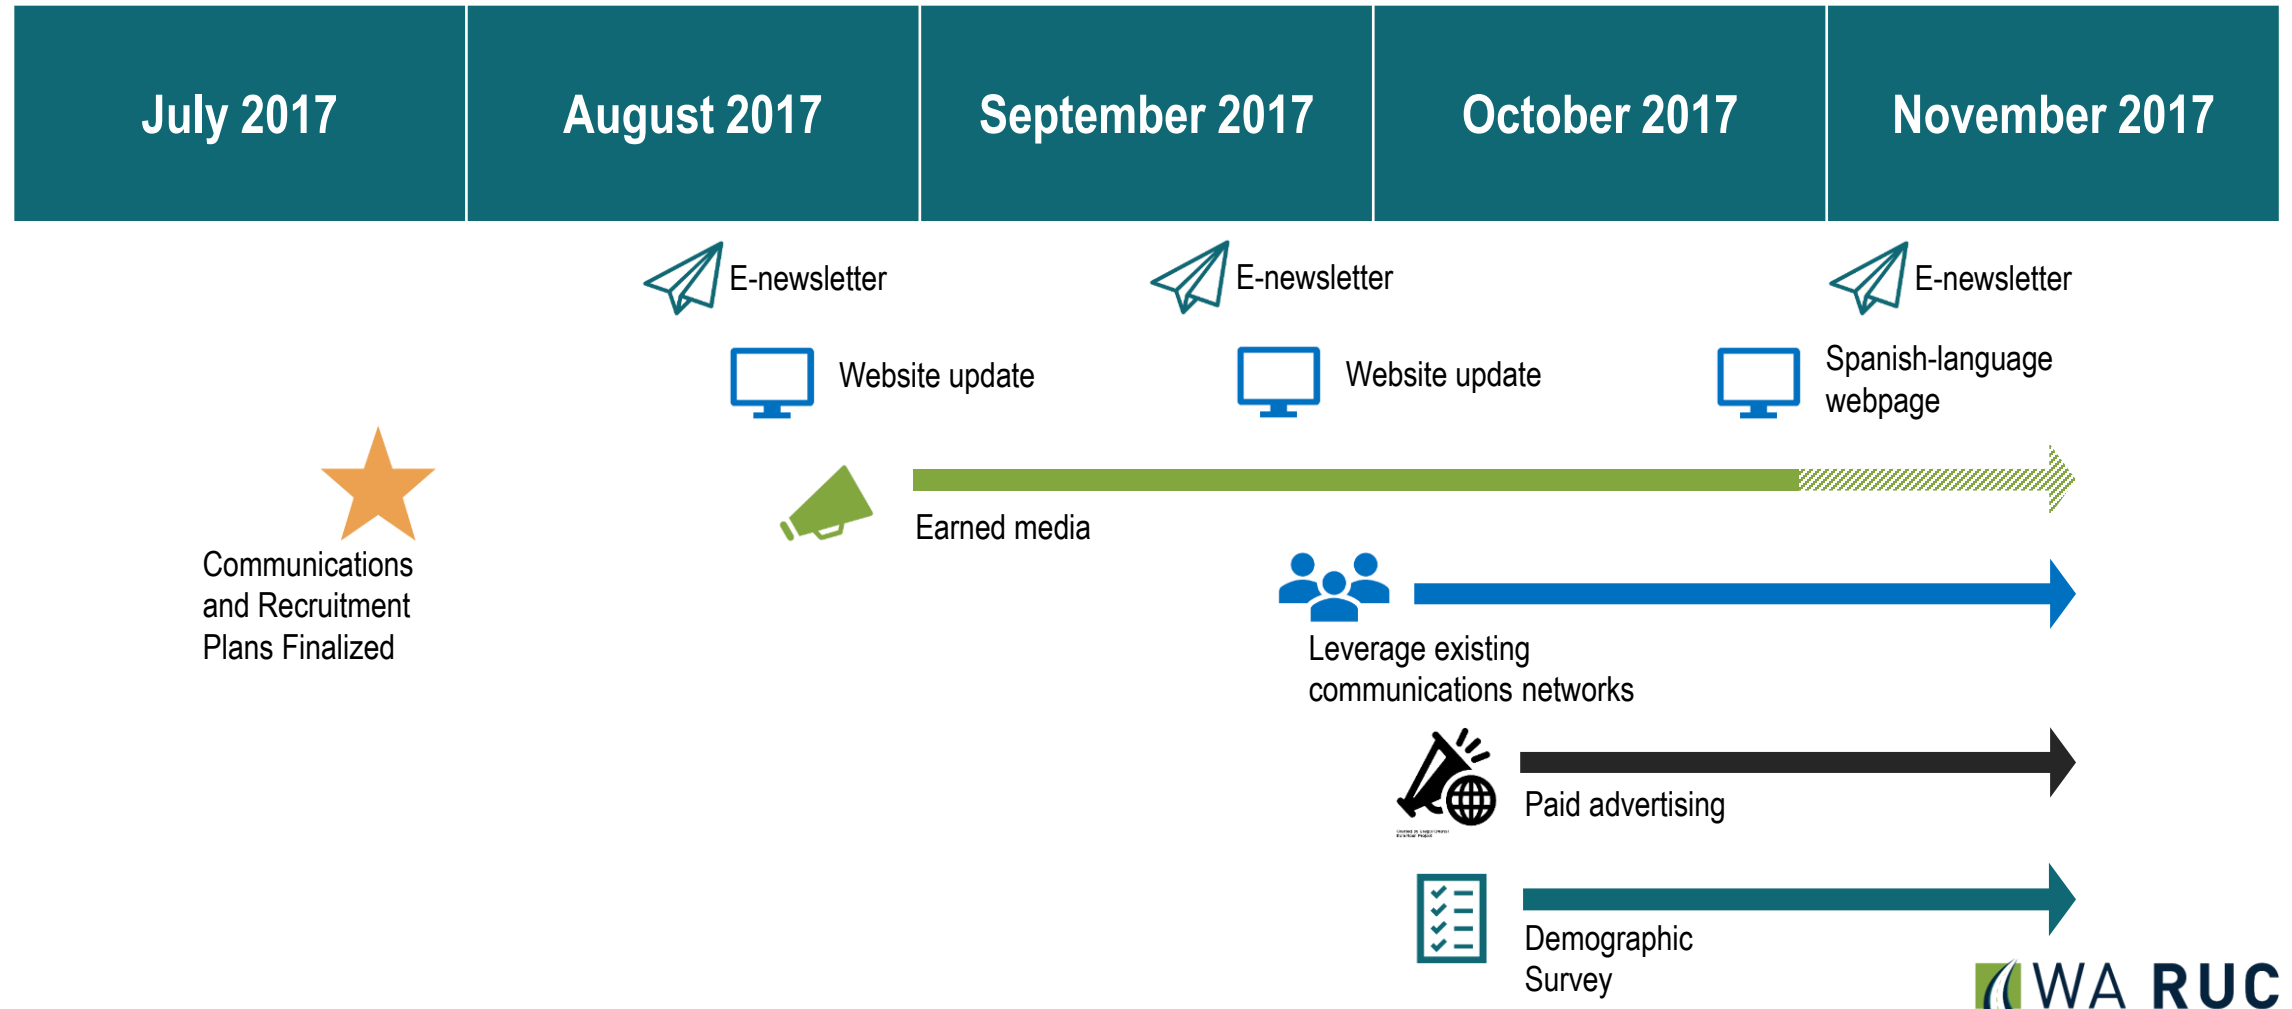 July 2017
August 2017
September 2017
October 2017
November 2017
E-newsletter
E-newsletter
E-newsletter
Website update
Website update
Spanish-language
webpage
Communications
and Recruitment
Plans Finalized
Earned media
Leverage existing
communications networks
Paid advertising
Demographic
Survey
WA RUC